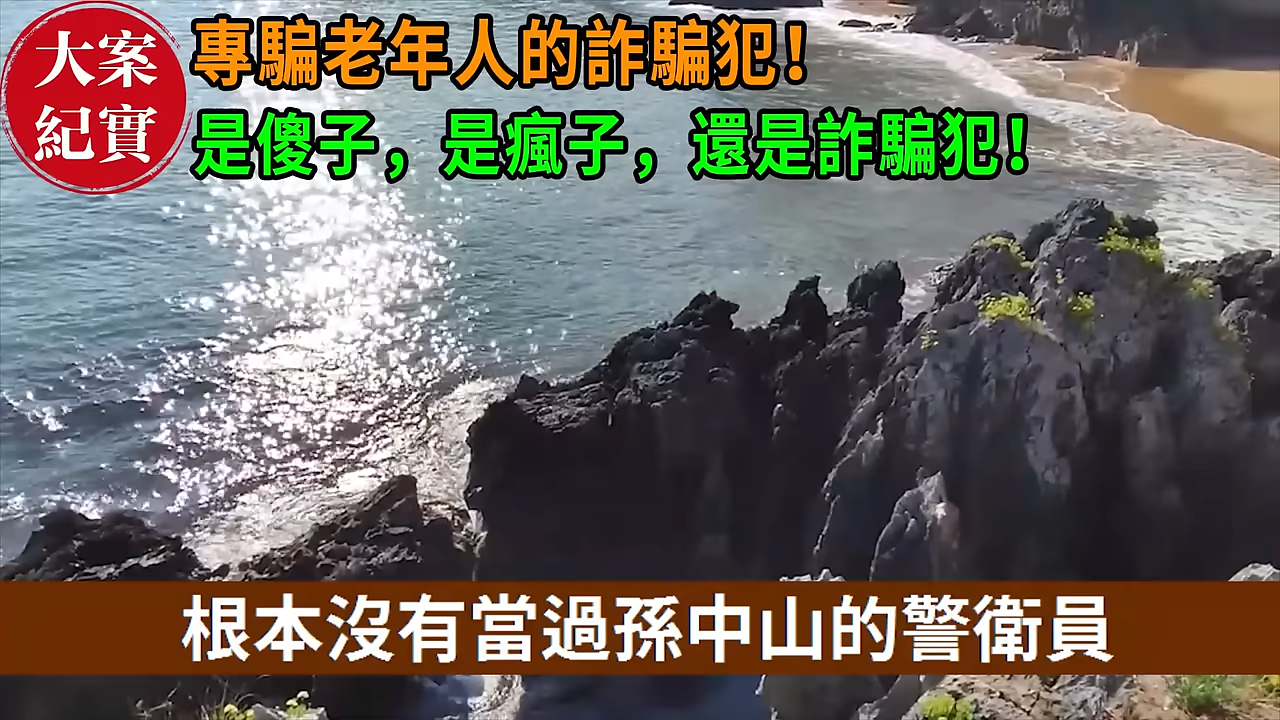 大案
紀實
專騙老年人的詐騙犯！
是傻子，是瘋子，還是詐騙犯！
根本沒有當過孫中山的警衛員